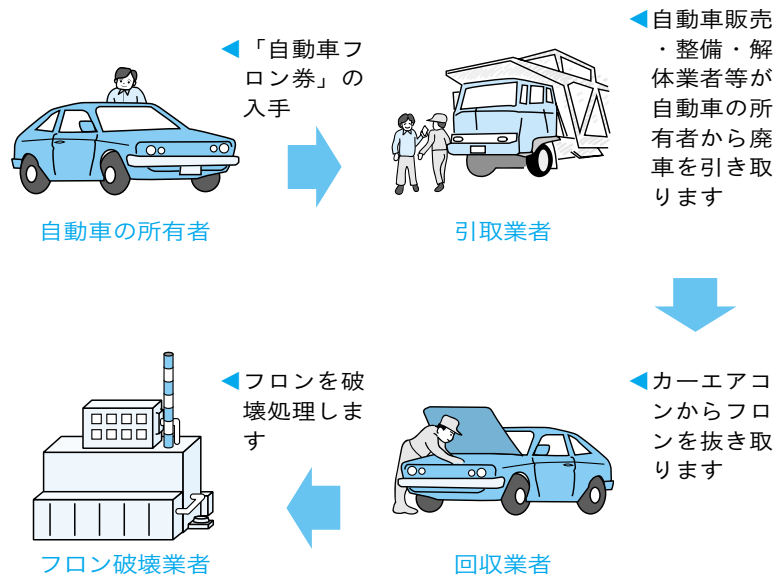 ◀「自動車フ
ロン券」の
入手
自動車の所有者
◀自動車販売
・整備・解
体業者等が
自動車の所
有者から廃
車を引き取
ります
引取業者
◀カーエアコ
ンからフロ
ンを抜き取
ります
回収業者
◀フロンを破
壊処理しま
す
フロン破壊業者